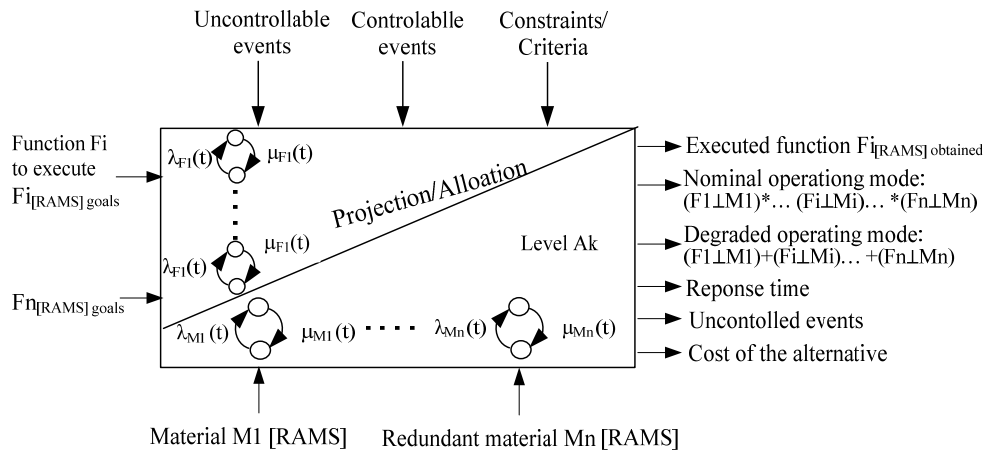 Uncontrollable
events
Controlablle
events
Constraints/
Criteria
Function Fi
to execute
Fi[RAMS] goals
Fn[RAMS] goals
λF1(t)
μF1(t)
λF1(t)
μF1(t)
Projection/Alloation
Level Ak
λM1(t)
μM1(t)
λMn(t)
μMn(t)
Executed function Fi[RAMS] obtained
Nominal operationg mode:
(F1⊥M1)*... (Fi⊥Mi)... *(Fn⊥Mn)
Degraded operating mode:
(F1⊥M1)+(Fi⊥Mi)... +(Fn⊥Mn)
Reponse time
Uncontolled events
Cost of the alternative
Material M1 [RAMS]
Redundant material Mn [RAMS]